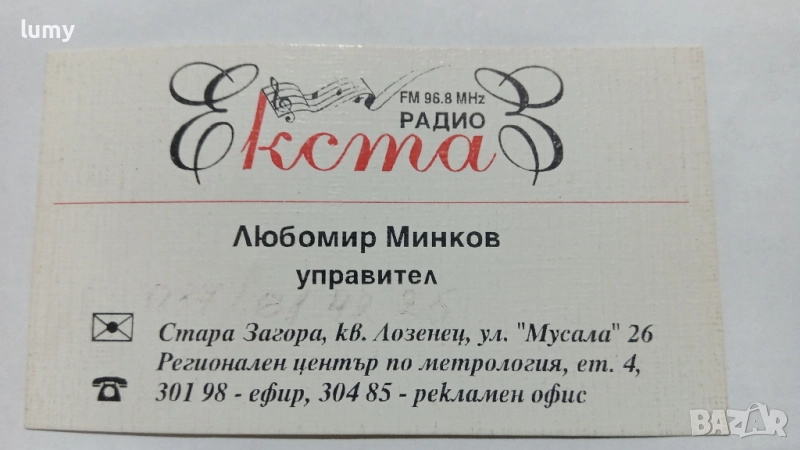 lumy
FM 96.8 MHz
РАДИО
Екстаз
Любомир Минков
управител
Стара Загора, кв. Лозенец, ул. "Мусала" 26
Регионален център по метрология, ет. 4,
301 98 - ефир, 304 85 - рекламен офис
BAZAR